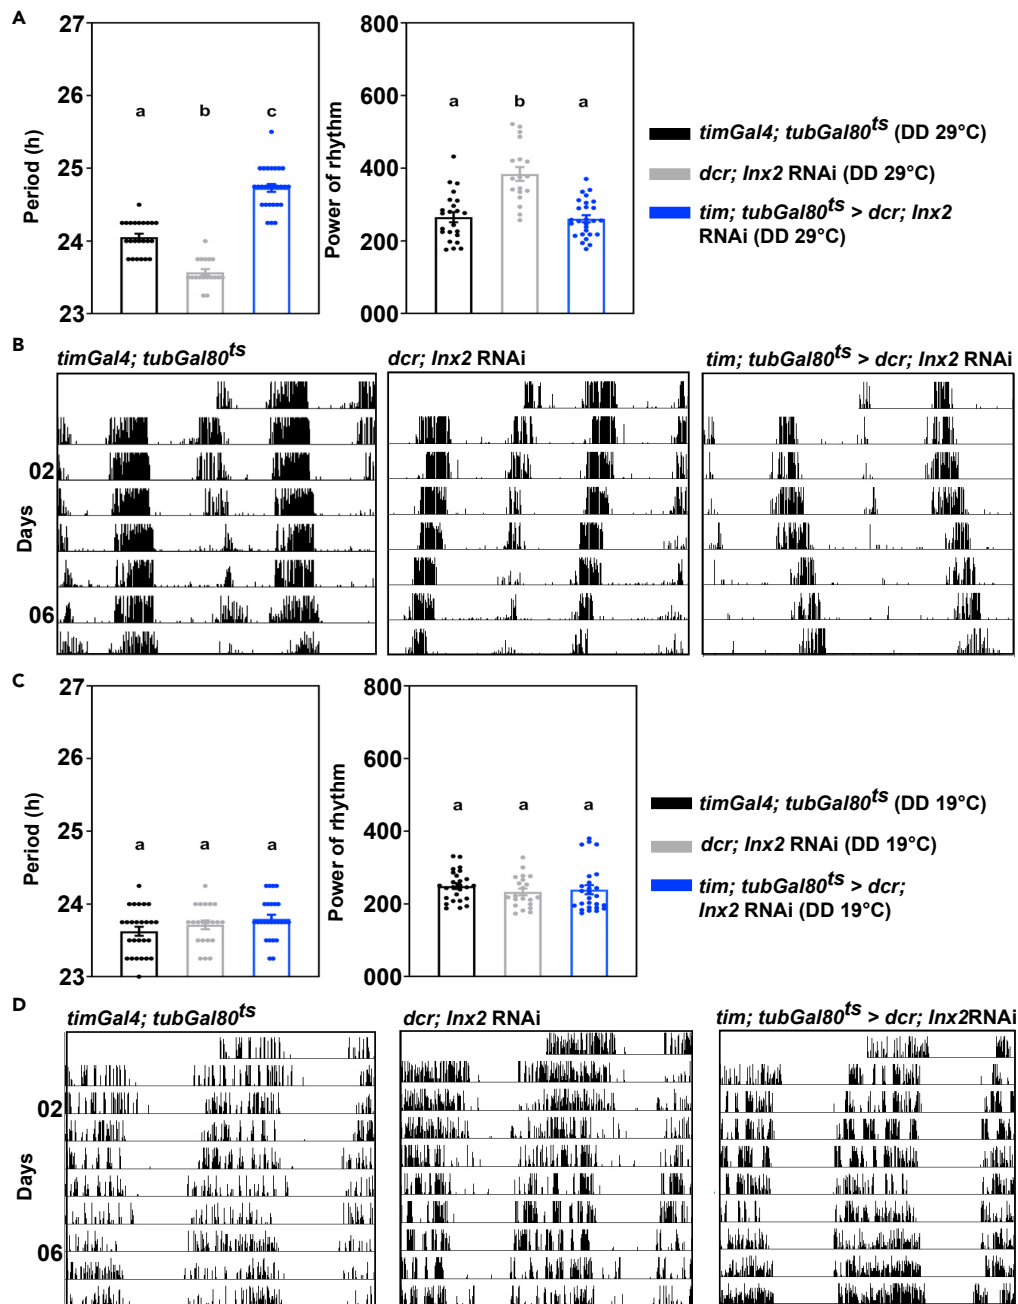 A
27
26
25
24
23
Period (h)
a b c
800
600
400
200
000
Power of rhythm
a b a
timGal4; tubGal80ts (DD 29°C)
dcr; Inx2 RNAi (DD 29°C)
tim; tubGal80ts > dcr; Inx2
RNAi (DD 29°C)
B
timGal4; tubGal80ts
dcr; Inx2 RNAi
tim; tubGal80ts > dcr; Inx2 RNAi
02
Days
06
C
27
26
25
24
23
Period (h)
a a a
800
600
400
200
000
Power of rhythm
a a a
timGal4; tubGal80ts (DD 19°C)
dcr; Inx2 RNAi (DD 19°C)
tim; tubGal80ts > dcr;
Inx2 RNAi (DD 19°C)
D
timGal4; tubGal80ts
dcr; Inx2 RNAi
tim; tubGal80ts > dcr; Inx2RNAi
02
Days
06